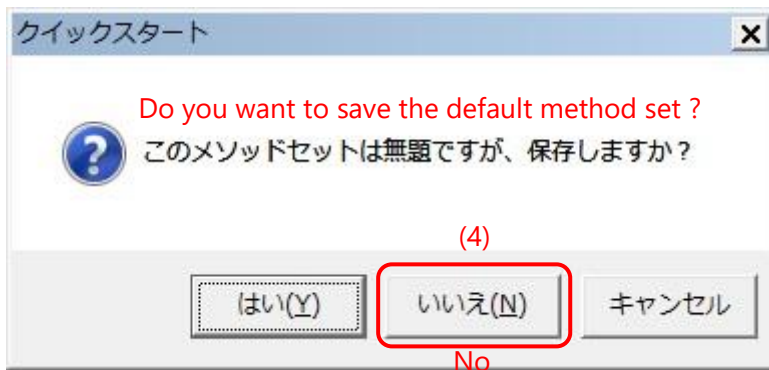 クイックスタート
Do you want to save the default method set ?
このメソッドセットは無題ですが、保存しますか？
(4)
はい(Y)
いいえ(N)
キャンセル
No